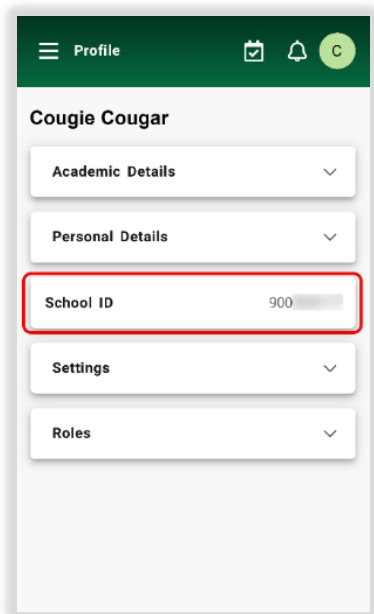 Profile
C
Cougie Cougar
Academic Details
Personal Details
School ID 900
Settings
Roles